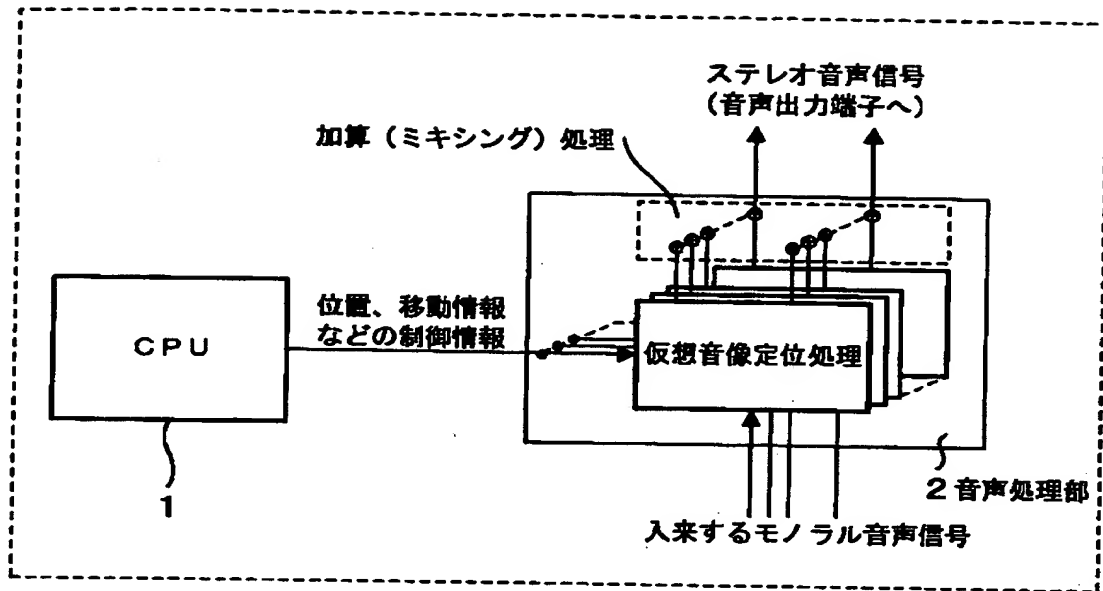 ステレオ音声信号
(音声出力端子へ)
加算(ミキシング)処理
位置、移動情報
などの制御情報
CPU
仮想音像定位処理
1
2 音声処理部
入来するモノラル音声信号